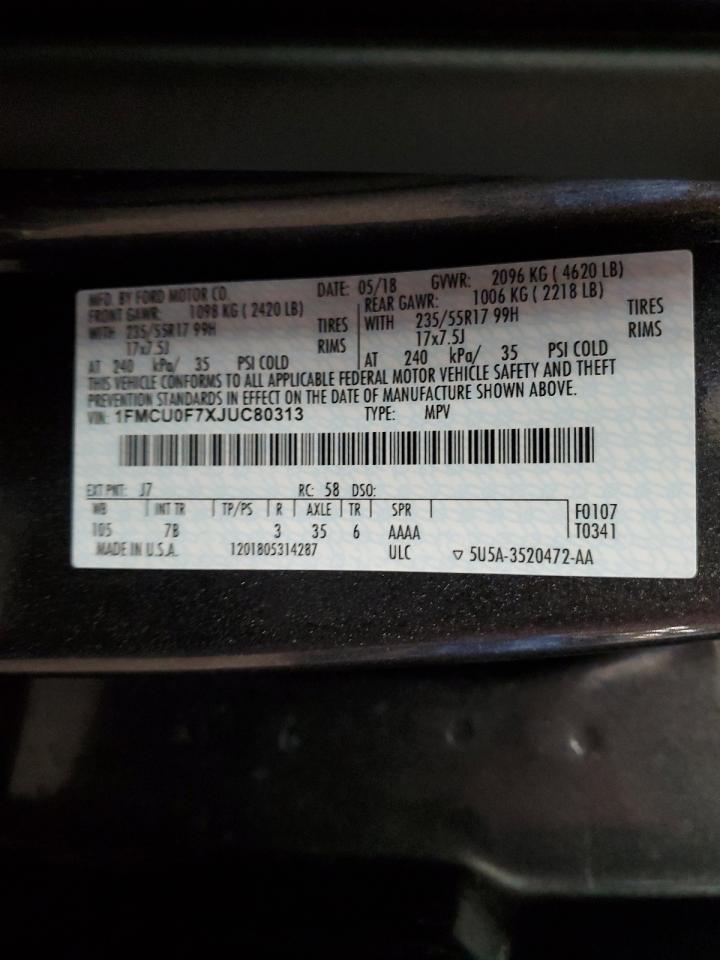 MFD. BY FORD MOTOR CO. DATE: 05/18 GVWR: 2096 KG ( 4620 LB)
FRONT GAWR: 1098 KG ( 2420 LB) REAR GAWR: 1006 KG ( 2218 LB)
WITH 235/55R17 99H TIRES WITH 235/55R17 99H TIRES
17x7.5J RIMS 17x7.5J RIMS
AT 240 kPa/ 35 PSI COLD AT 240 kPa/ 35 PSI COLD
THIS VEHICLE CONFORMS TO ALL APPLICABLE FEDERAL MOTOR VEHICLE SAFETY AND THEFT
PREVENTION STANDARDS IN EFFECT ON THE DATE OF MANUFACTURE SHOWN ABOVE.
VIN: 1FMCU0F7XJUC80313 TYPE: MPV
EXT PNT: J7 RC: 58 DSO:
WB INT TR TP/PS R AXLE TR SPR F0107
105 7B 3 35 6 AAAA T0341
MADE IN U.S.A. 1201805314287 ULC ▽ 5U5A-3520472-AA